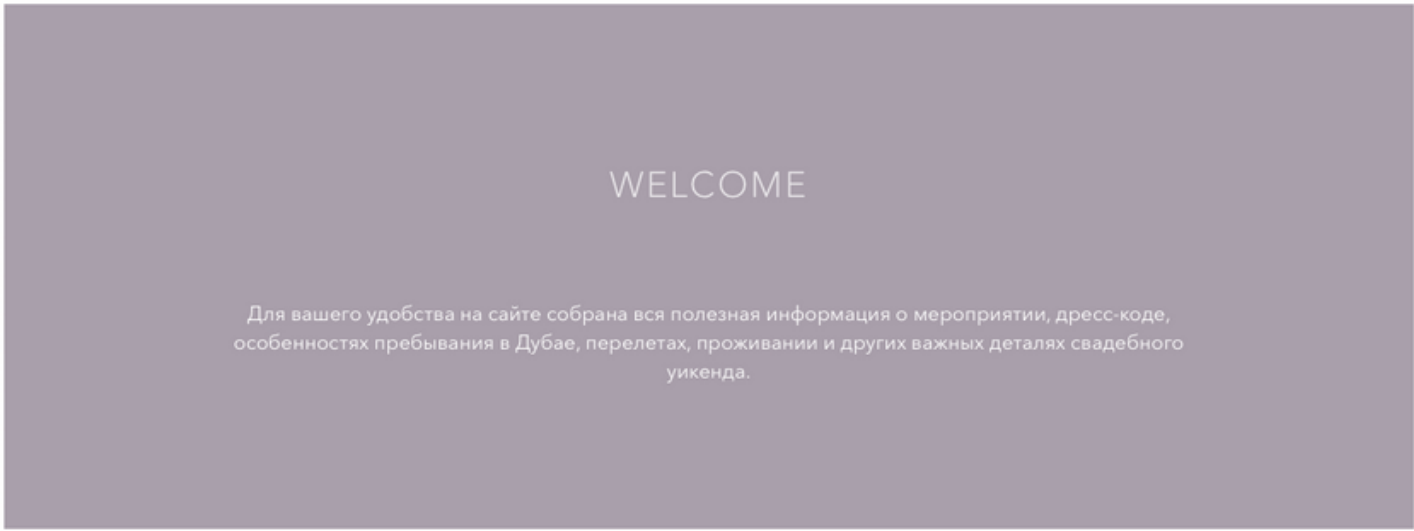 WELCOME
Для вашего удобства на сайте собрана вся полезная информация о мероприятии, дресс-коде,
особенностях пребывания в Дубае, перелетах, проживании и других важных деталях свадебного
уикенда.